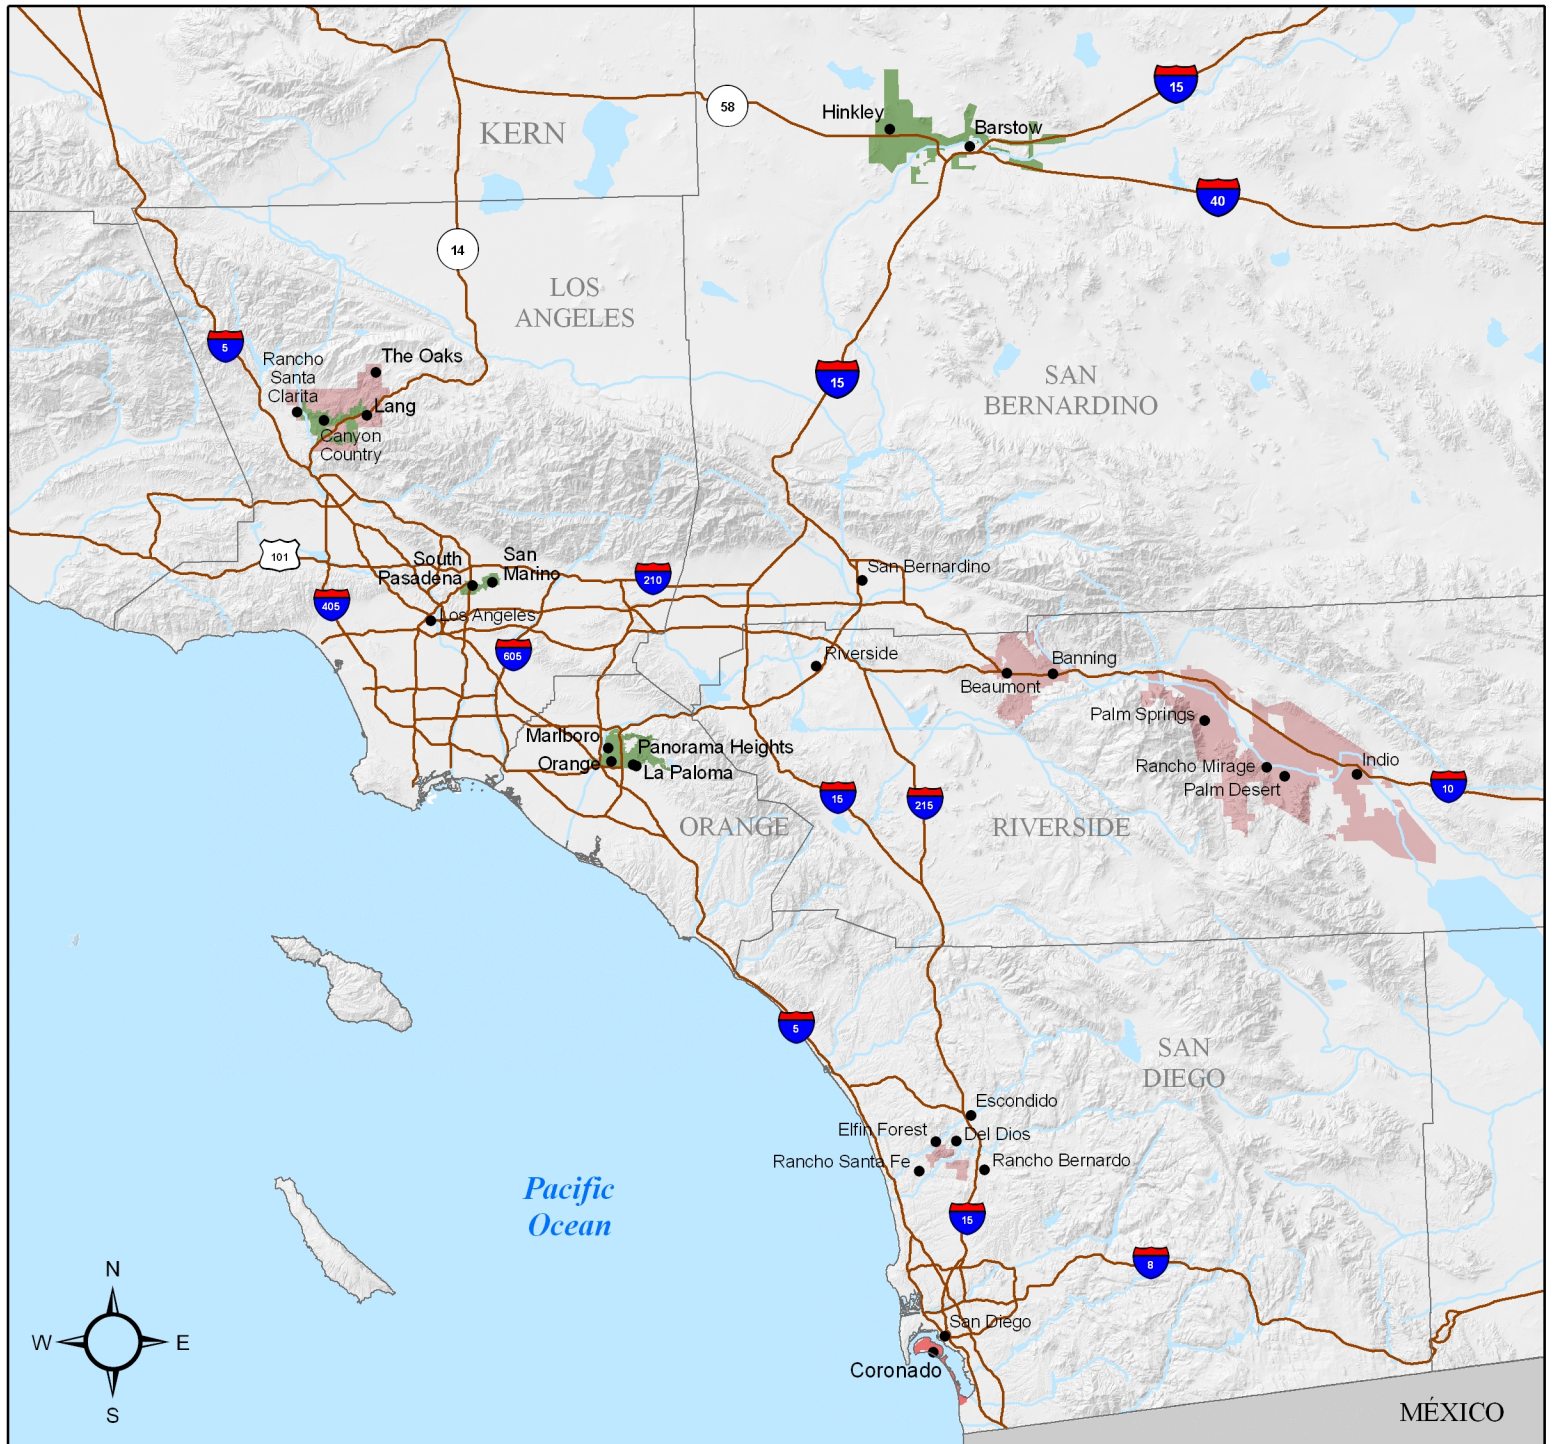 15
58
Hinkley
KERN
Barstow
40
14
LOS
ANGELES
5
The Oaks
Rancho
Santa
Clarita
15
SAN
BERNARDINO
Lang
Canyon
Country
101
South
Pasadena
San
Marino
210
San Bernardino
405
Los Angeles
605
Riverside
Banning
Beaumont
Palm Springs
Marlboro
Panorama Heights
Orange
La Paloma
Rancho Mirage
Indio
Palm Desert
10
15
215
ORANGE
RIVERSIDE
5
SAN
DIEGO
Escondido
Elfin Forest
Del Dios
Rancho Santa Fe
Rancho Bernardo
Pacific
Ocean
15
8
N
W
E
S
San Diego
Coronado
MÉXICO